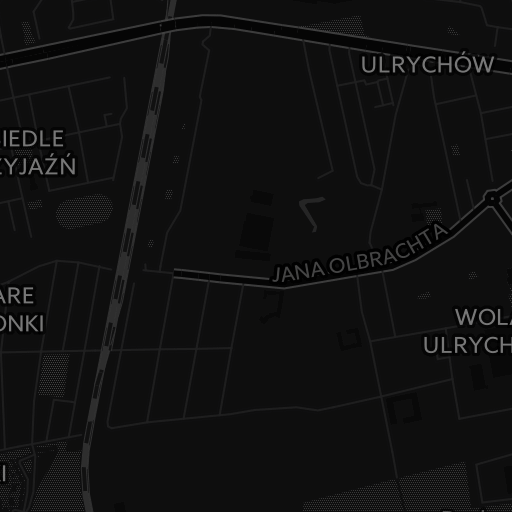 ULRYCHÓW
IEDLE
YJAŹŃ
JANA OLBRACHTA
ARE
ONKI
WOLA
ULRYCH